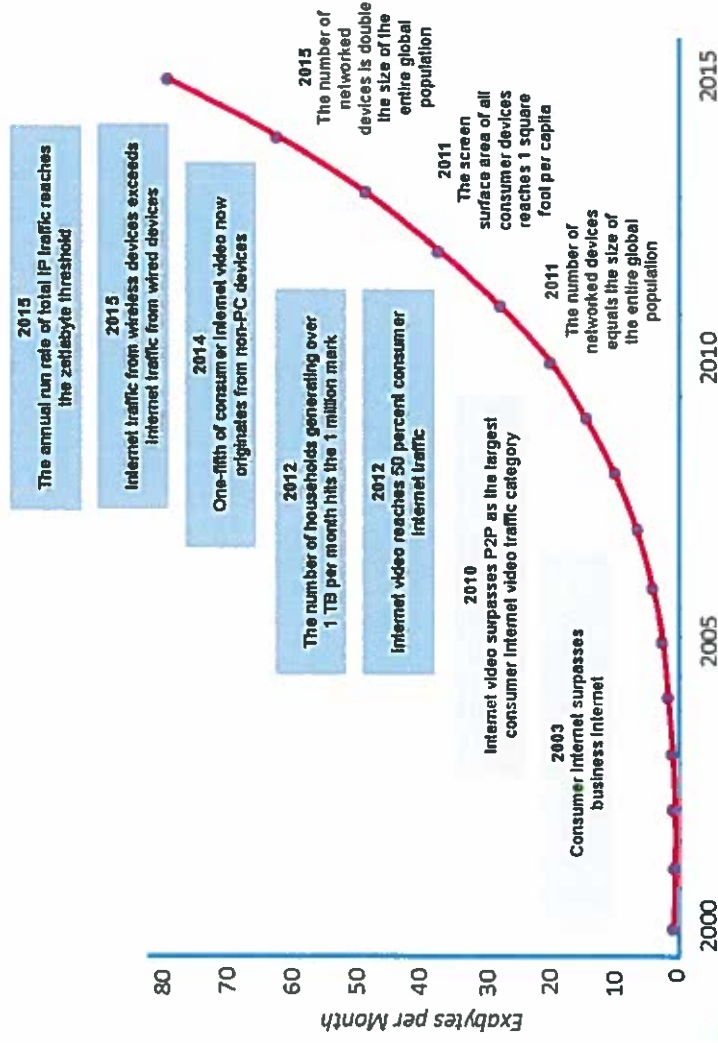 2015
The annual run rate of total IP traffic reaches
the zettabyte threshold
2015
Internet traffic from wireless devices exceeds
Internet traffic from wired devices
2014
One-fifth of consumer Internet video now
originates from non-PC devices
2012
The number of households generating over
1 TB per month hits the 1 million mark
2012
Internet video reaches 50 percent consumer
Internet traffic
2010
Internet video surpasses P2P as the largest
consumer Internet video traffic category
2003
Consumer Internet surpasses
business Internet
2015
The number of
networked
devices is double
the size of the
entire global
population
2011
The screen
surface area of all
consumer devices
reaches 1 square
foot per capita
2011
The number of
networked devices
equals the size of
the entire global
population
Exabytes per Month
80
70
60
50
40
30
20
10
0
2000
2005
2010
2015